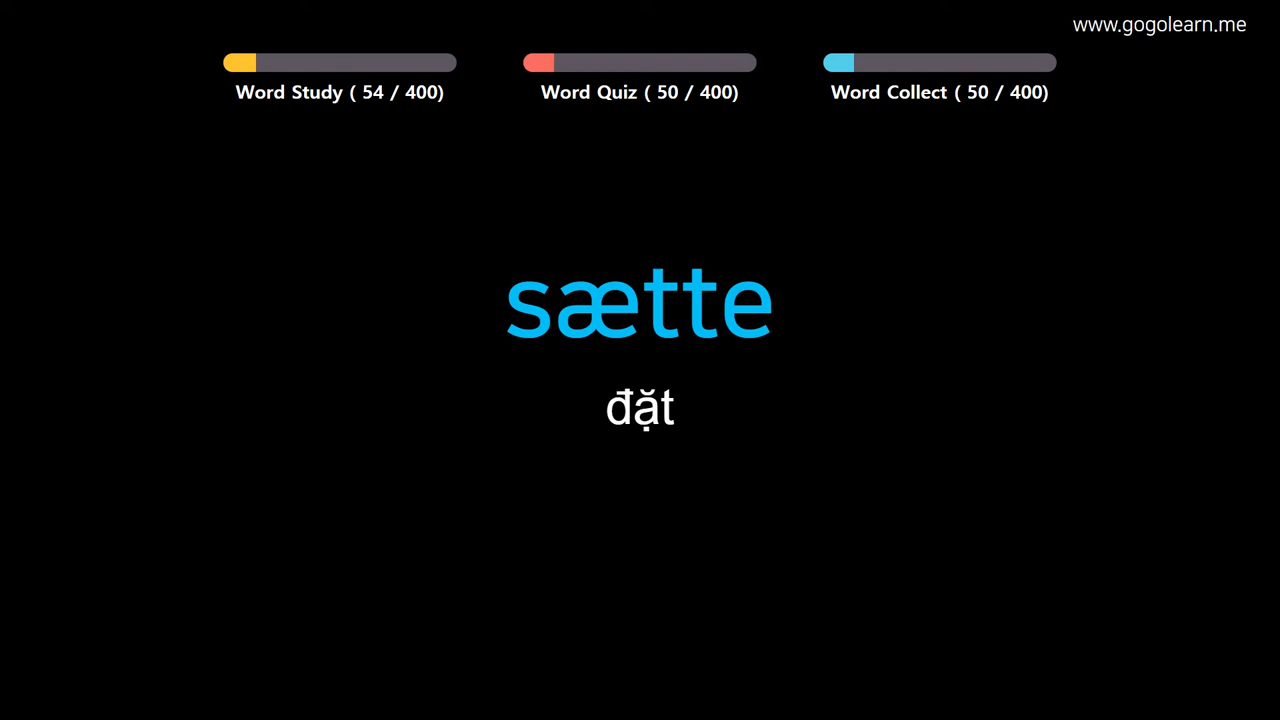 www.gogolearn.me
Word Study ( 54 / 400)
Word Quiz ( 50 / 400)
Word Collect ( 50 / 400)
sætte
đặt